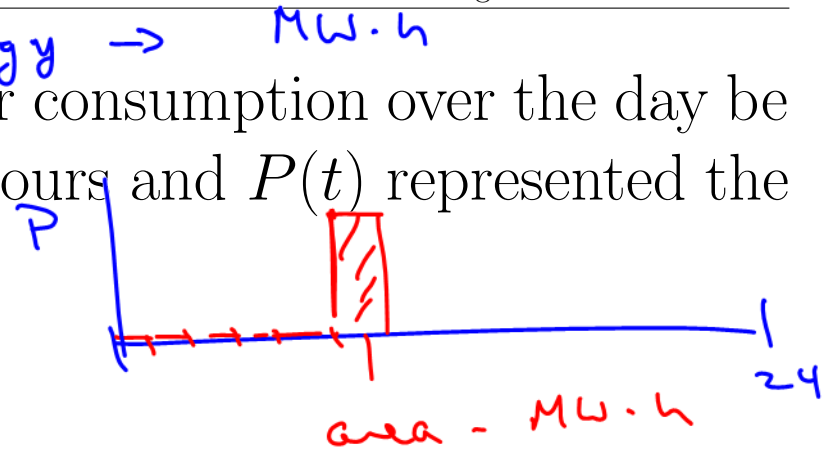 gy → MW·h
r consumption over the day be
ours and P(t) represented the
P
24
area - MW·h